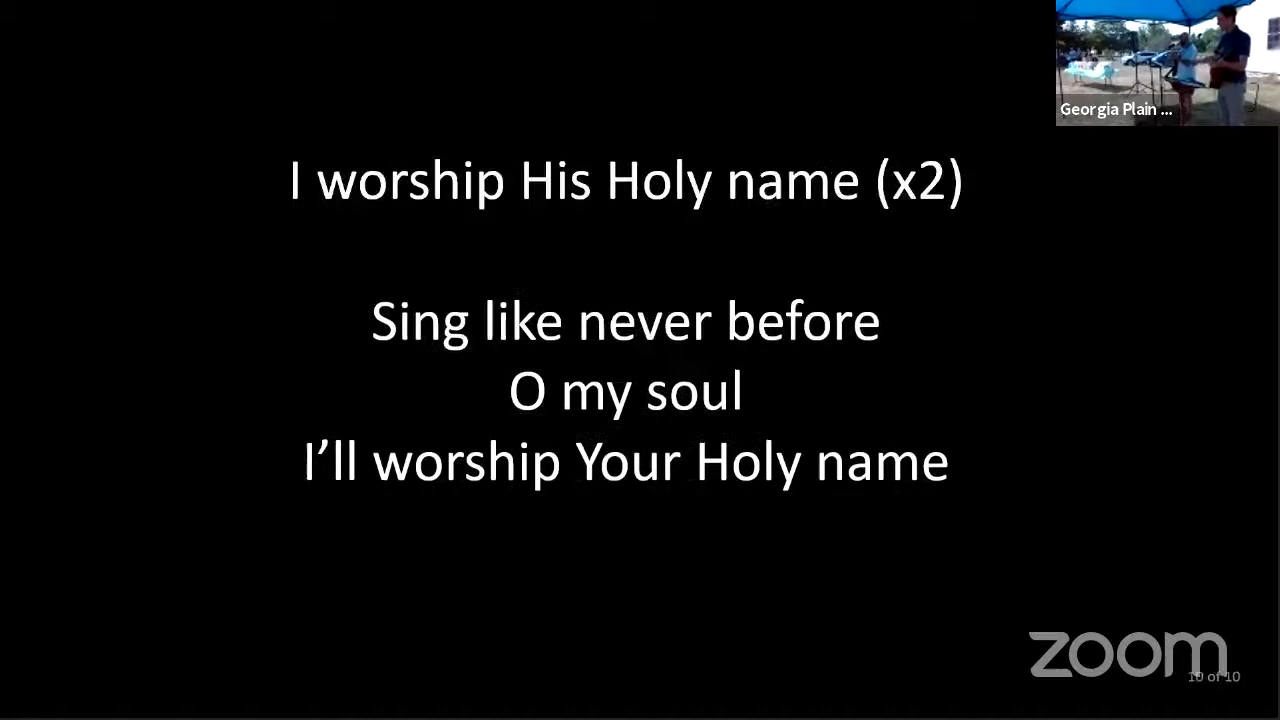 Georgia Plain ...
I worship His Holy name (x2)
Sing like never before
O my soul
I’ll worship Your Holy name
zoom
10 of 10